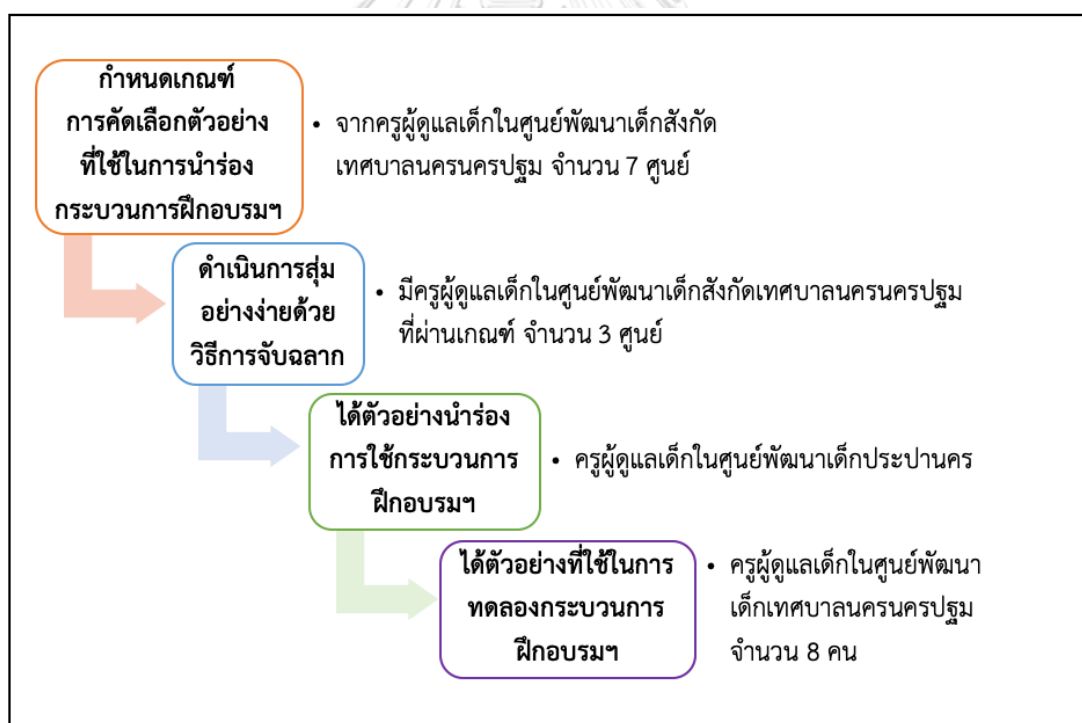 กำหนดเกณฑ์
การคัดเลือกตัวอย่าง
ที่ใช้ในการนำร่อง
กระบวนการฝึกอบรมฯ
• จากครูผู้ดูแลเด็กในศูนย์พัฒนาเด็กสังกัด
เทศบาลนครนครปฐม จำนวน 7 ศูนย์
ดำเนินการสุ่ม
อย่างง่ายด้วย
วิธีการจับฉลาก
• มีครูผู้ดูแลเด็กในศูนย์พัฒนาเด็กสังกัดเทศบาลนครนครปฐม
ที่ผ่านเกณฑ์ จำนวน 3 ศูนย์
ได้ตัวอย่างนำร่อง
การใช้กระบวนการ
ฝึกอบรมฯ
• ครูผู้ดูแลเด็กในศูนย์พัฒนาเด็กประปานคร
ได้ตัวอย่างที่ใช้ในการ
ทดลองกระบวนการ
ฝึกอบรมฯ
• ครูผู้ดูแลเด็กในศูนย์พัฒนา
เด็กเทศบาลนครนครปฐม
จำนวน 8 คน